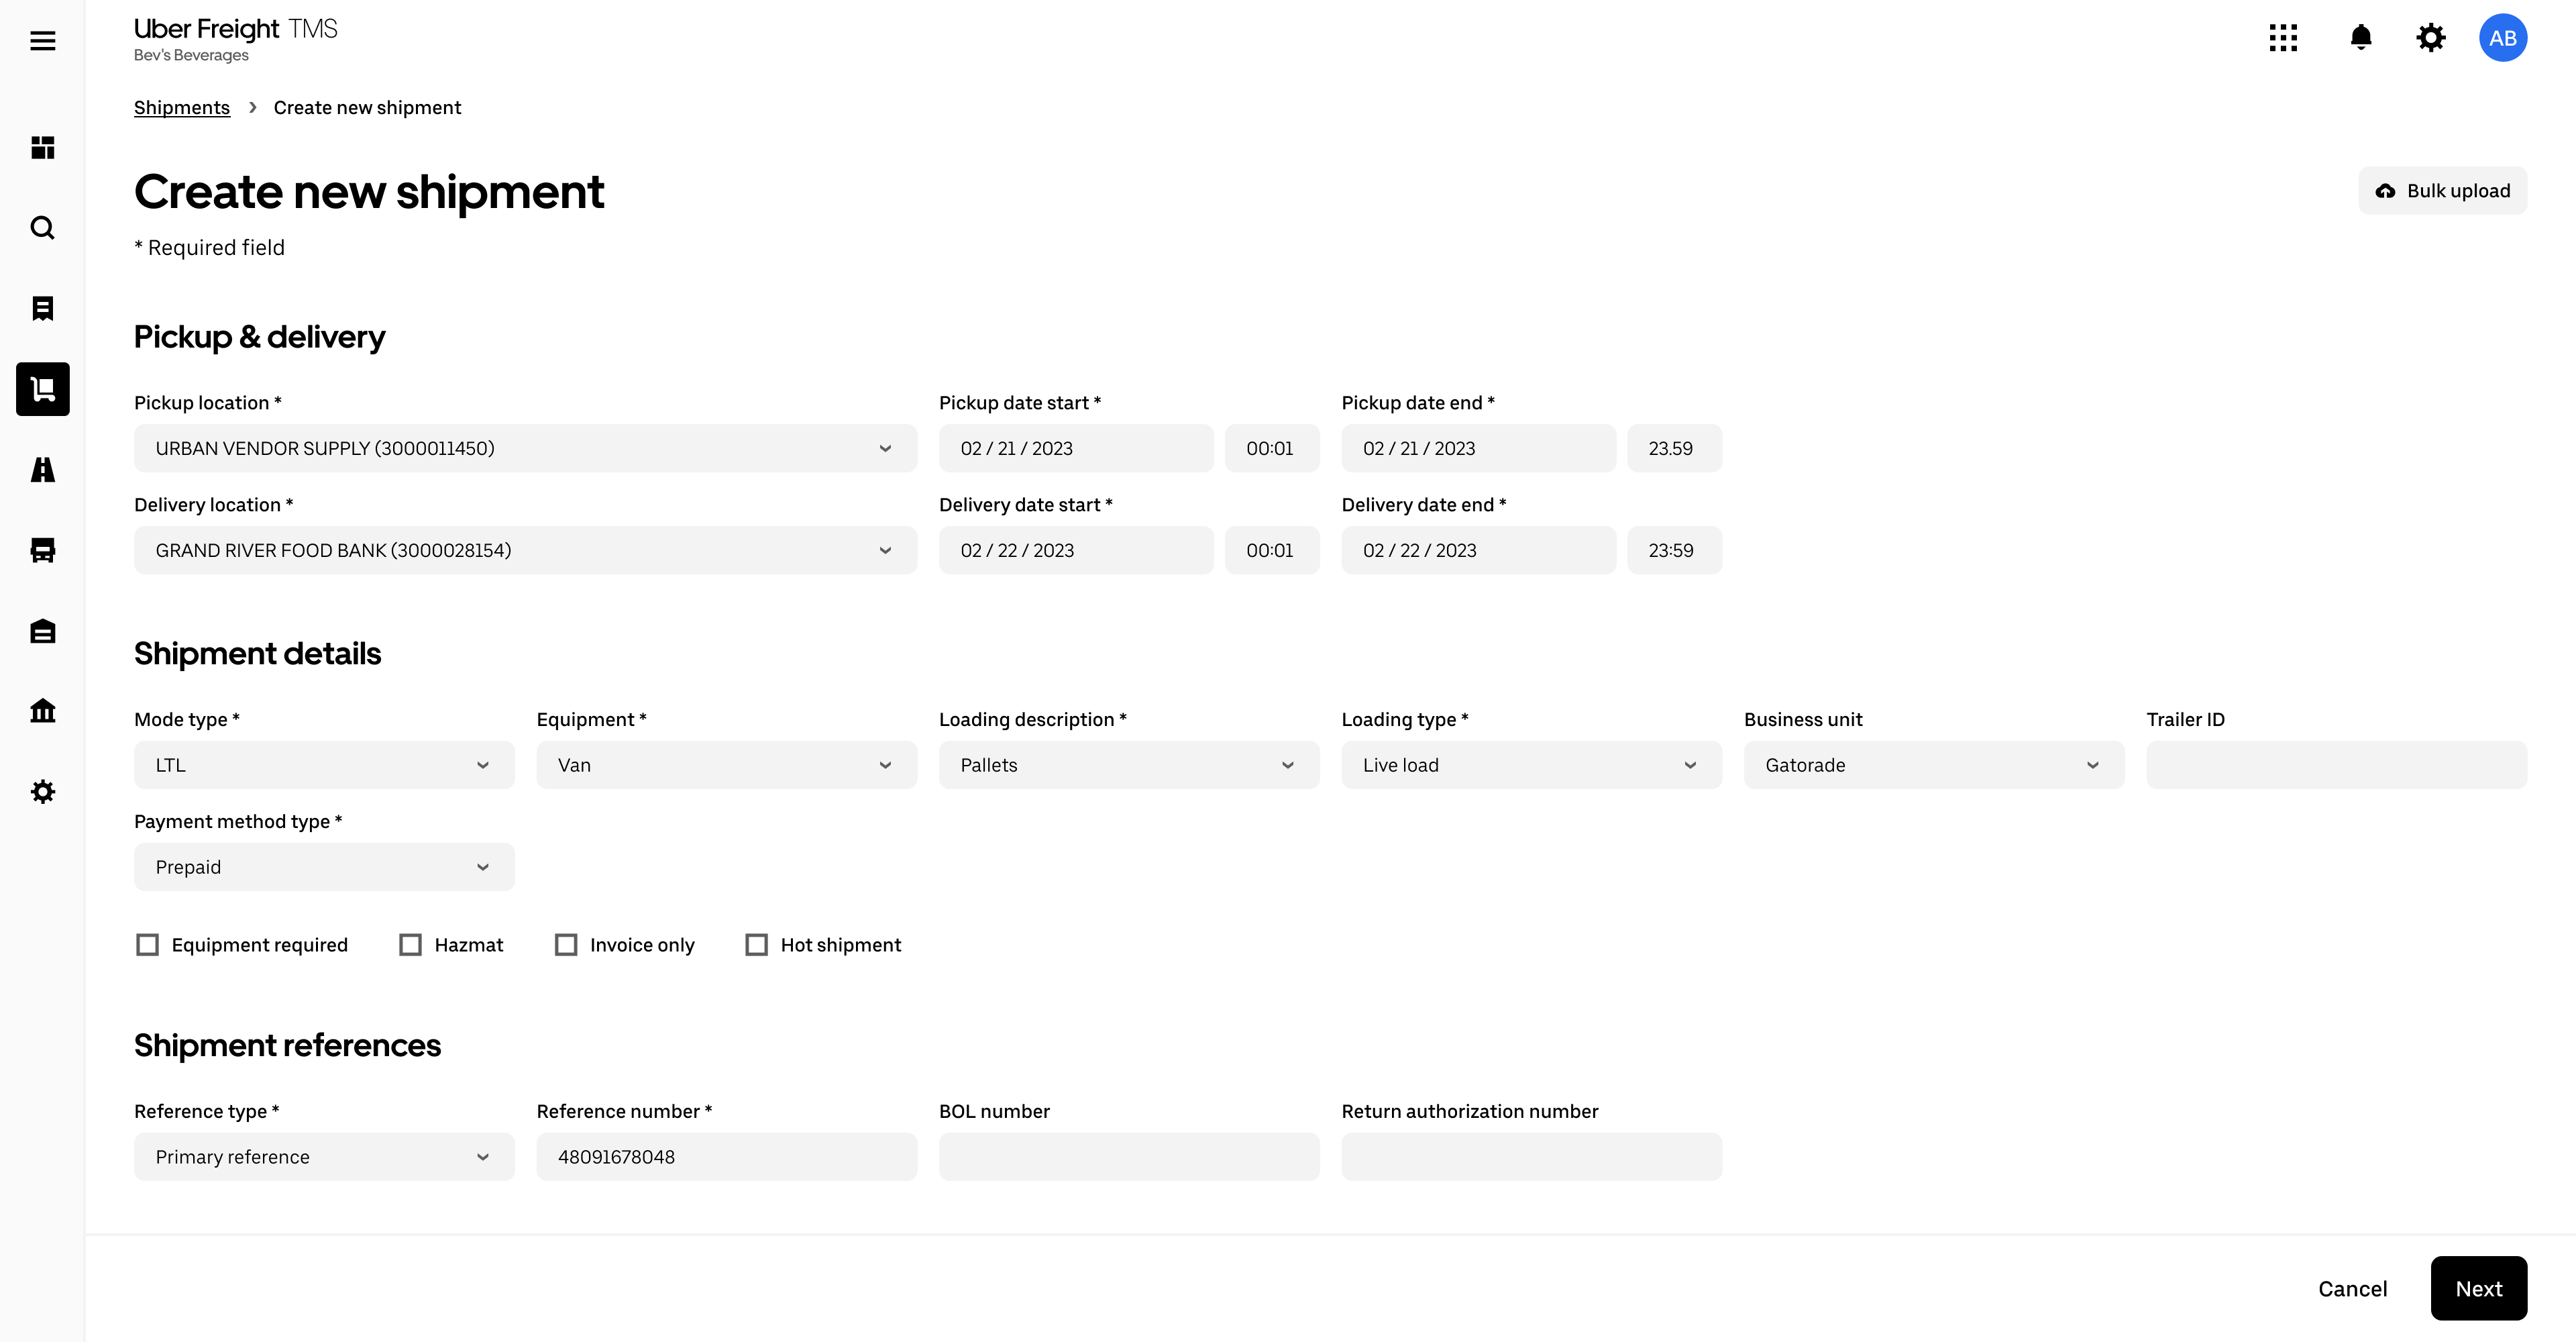 Uber Freight TMS
Bev's Beverages
AB
Shipments › Create new shipment
Create new shipment
Bulk upload
* Required field
Pickup & delivery
Pickup location * Pickup date start * Pickup date end *
URBAN VENDOR SUPPLY (3000011450) 02 / 21 / 2023 00:01 02 / 21 / 2023 23.59
Delivery location * Delivery date start * Delivery date end *
GRAND RIVER FOOD BANK (3000028154) 02 / 22 / 2023 00:01 02 / 22 / 2023 23:59
Shipment details
Mode type * Equipment * Loading description * Loading type * Business unit Trailer ID
LTL Van Pallets Live load Gatorade
Payment method type *
Prepaid
Equipment required Hazmat Invoice only Hot shipment
Shipment references
Reference type * Reference number * BOL number Return authorization number
Primary reference 48091678048
Cancel Next